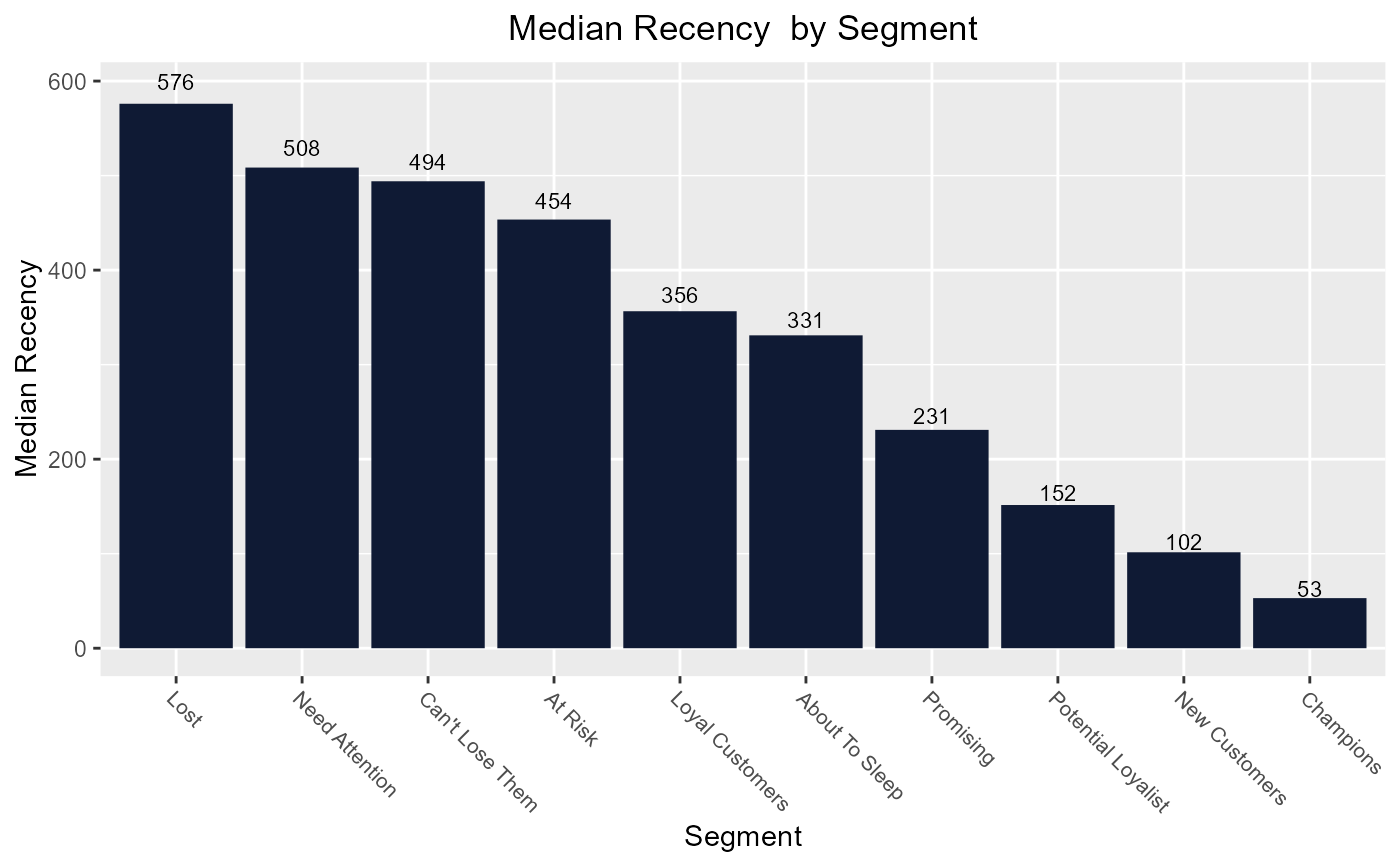 Median Recency  by Segment
Median Recency
600
400
200
0
576
508
494
454
356
331
231
152
102
53
Lost
Need Attention
Can't Lose Them
At Risk
Loyal Customers
About To Sleep
Promising
Potential Loyalist
New Customers
Champions
Segment